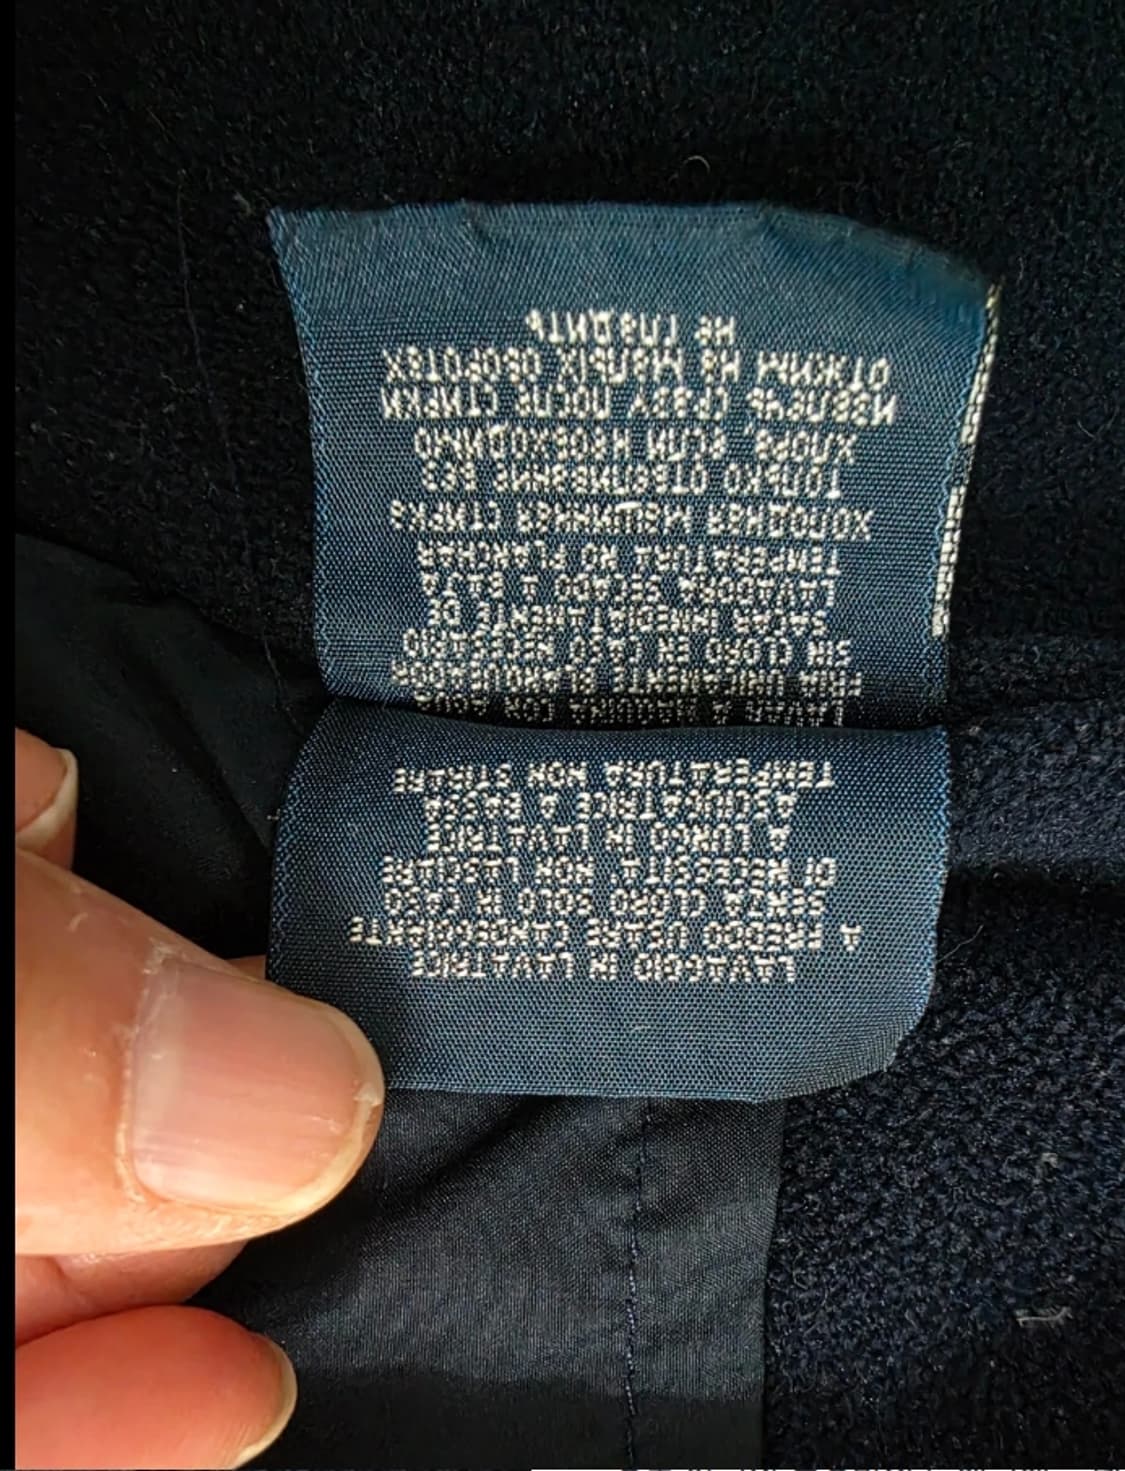 LAVAGGIO IN LAVATRICE
A FREDDO USARE CANDEGGIANTE
SENZA CLORO SOLO IN CASO
DI NECESSITA, NON LASCIARE
A LUNGO IN LAVATRICE
ASCIUGATRICE A BASSA
TEMPERATURA NON STIRARE
LAVAR A MAQUINA CON AGUA
FRIA UNICAMENTE BLANQUEADOR
SIN CLORO EN CASO NECESARIO
SACAR INMEDIATAMENTE DE
LAVADORA SECADO A BAJA
TEMPERATURA NO PLANCHAR
ХОЛОДНАЯ МАШИННАЯ СТИРКА
ТОЛЬКО ОТБЕЛИВАНИЕ БЕЗ
ХЛОРА, ЕСЛИ НЕОБХОДИМО
ИЗВЛЕЧЬ СРАЗУ ПОСЛЕ СТИРКИ
ОТЖИМ НА МАЛЫХ ОБОРОТАХ
НЕ ГЛАДИТЬ